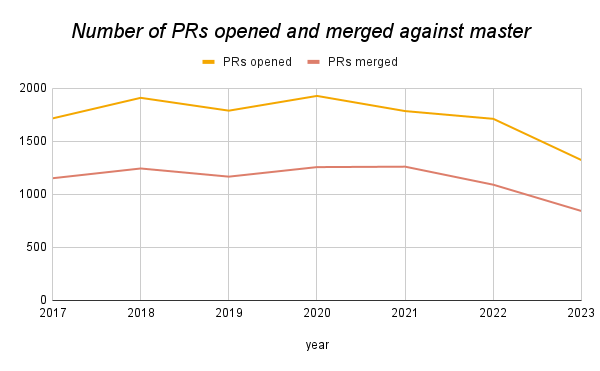 Number of PRs opened and merged against master
PRs opened PRs merged
2000
1500
1000
500
0
2017 2018 2019 2020 2021 2022 2023
year